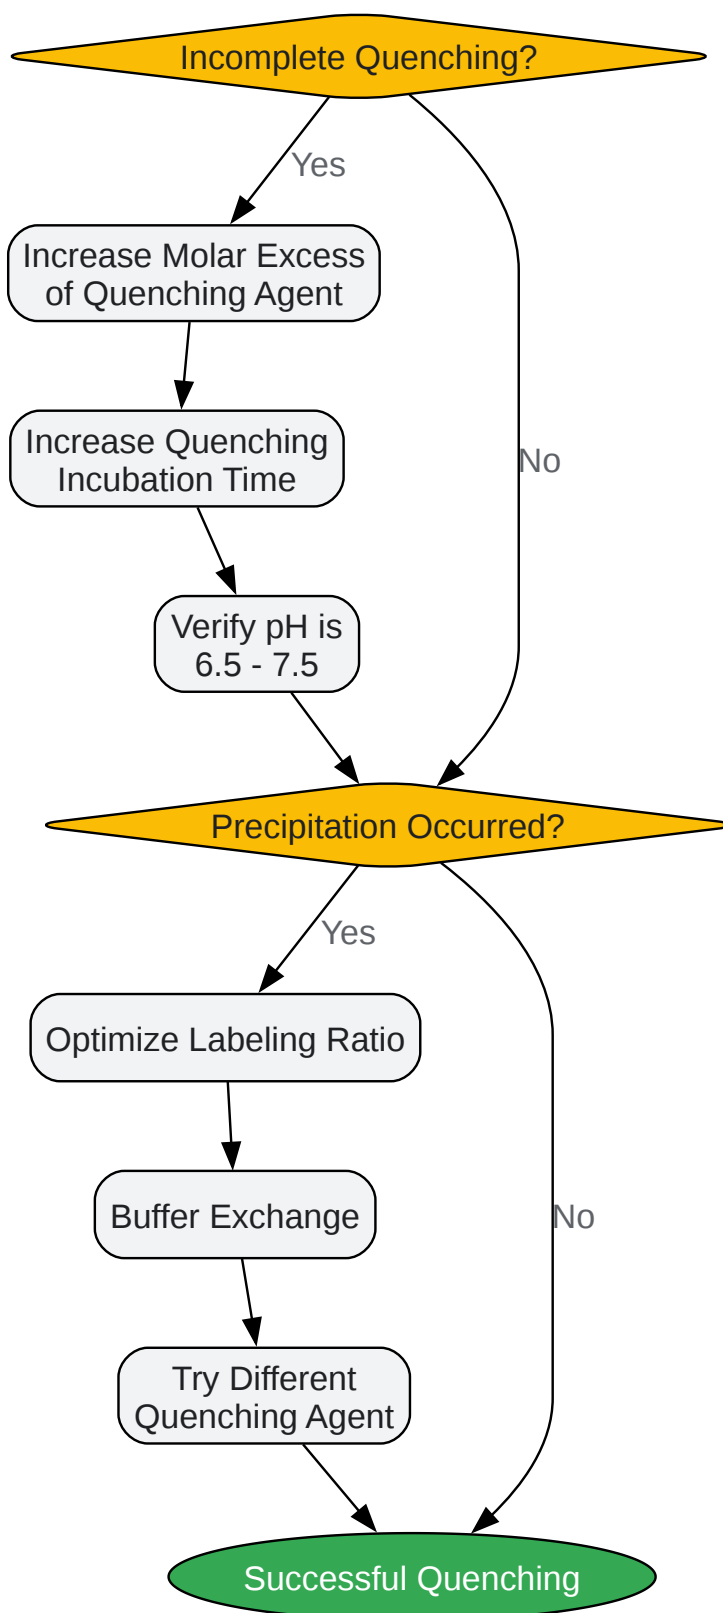 Incomplete Quenching?
Yes
Increase Molar Excess
of Quenching Agent
Increase Quenching
Incubation Time
No
Verify pH is
6.5 - 7.5
Precipitation Occurred?
Yes
Optimize Labeling Ratio
Buffer Exchange
No
Try Different
Quenching Agent
Successful Quenching